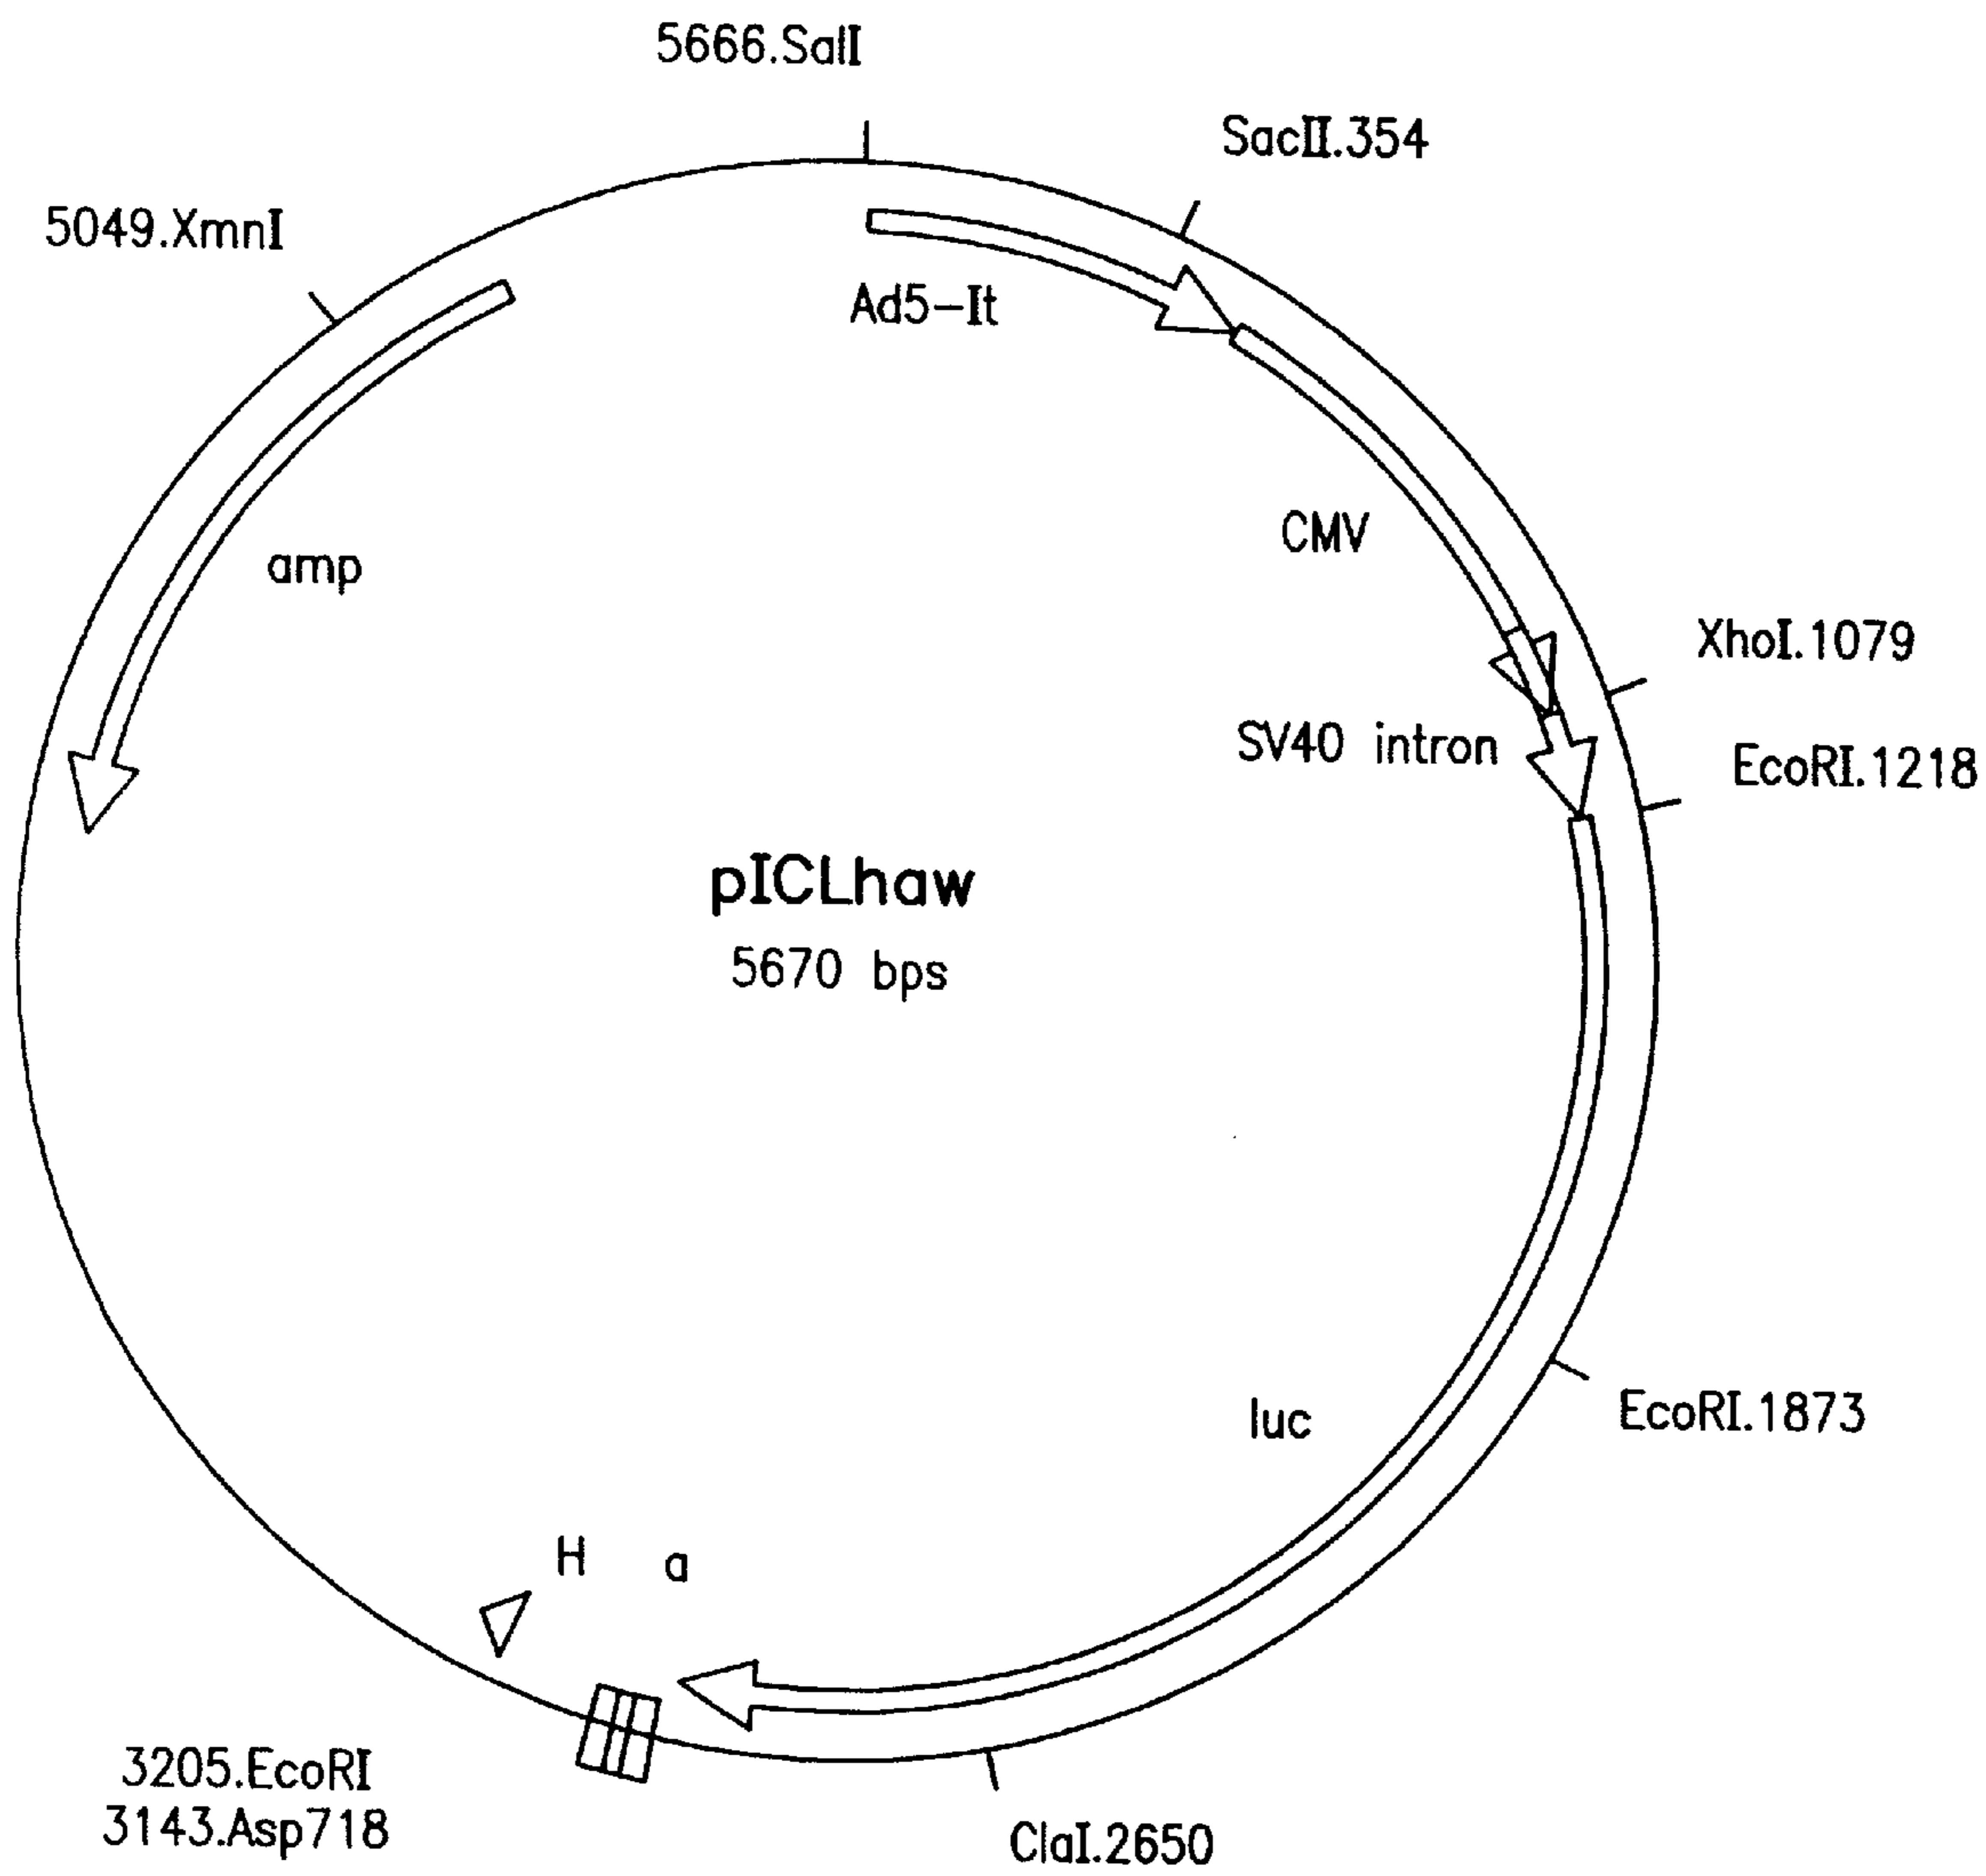 5666.SalI
SacII.354
5049.XmnI
Ad5-It
CMV
amp
XhoI.1079
SV40 intron
EcoRI.1218
pICLhaw
5670 bps
luc
EcoRI.1873
H a
3205.EcoRI
3143.Asp718
ClaI.2650